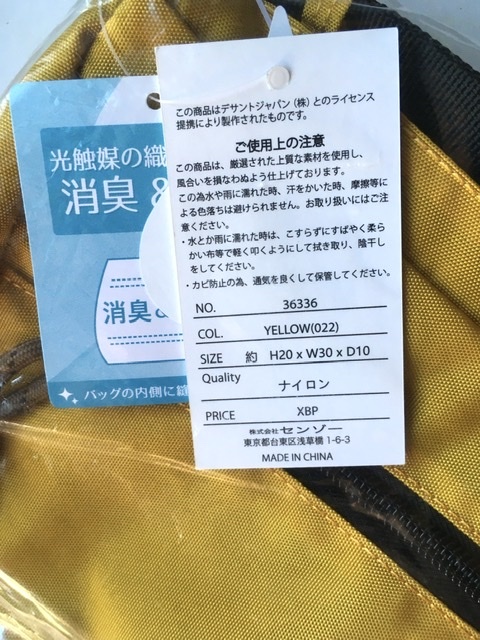 この商品はデサントジャパン（株）とのライセンス
提携により製作されたものです。
ご使用上の注意
この商品は、厳選された上質な素材を使用し、
風合いを損なわぬよう仕上げております。
この為水や雨に濡れた時、汗をかいた時、摩擦等に
よる色落ちは避けられません。お取り扱いにはご注
意ください。
・水とか雨に濡れた時は、こすらずにすばやく柔ら
かい布等で軽く叩くようにして拭き取り、陰干し
をしてください。
・カビ防止の為、通気を良くして保管してください。
NO. 36336
COL. YELLOW(022)
SIZE 約 H20 x W30 x D10
Quality ナイロン
PRICE XBP
株式会社 センゾー
東京都台東区浅草橋 1-6-3
MADE IN CHINA
光触媒の織
消臭 &
消臭&
バッグの内側に縫